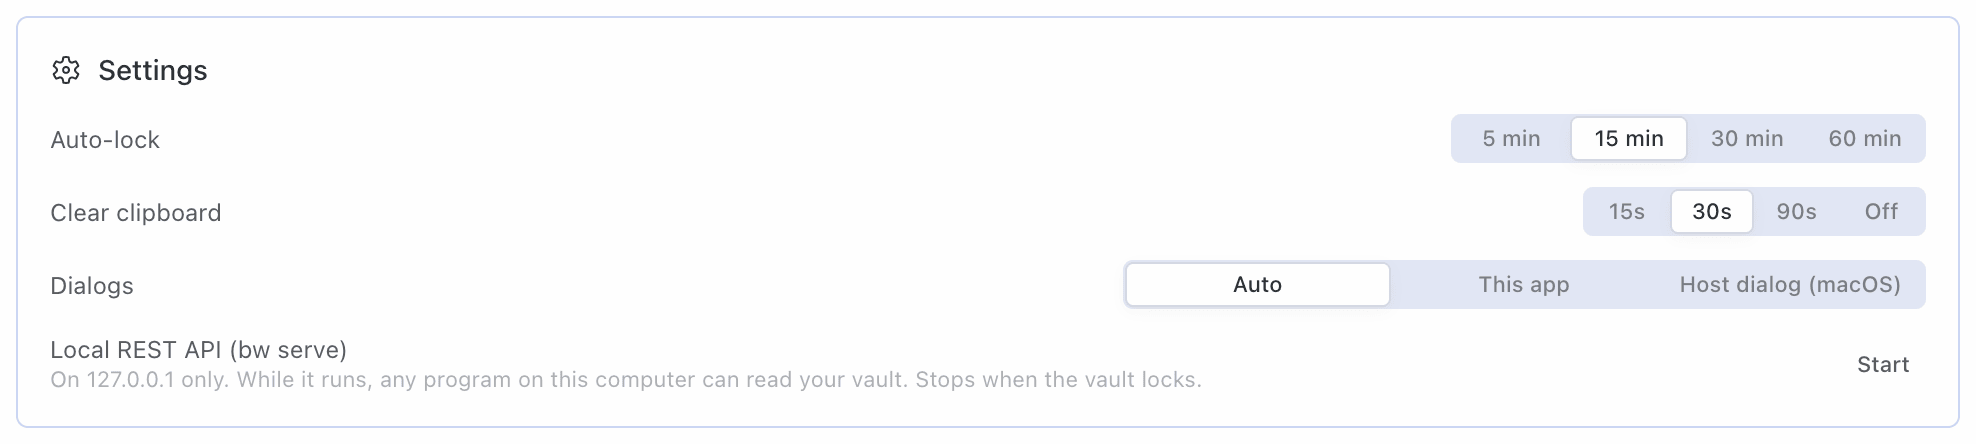 Settings
Auto-lock
5 min 15 min 30 min 60 min
Clear clipboard
15s 30s 90s Off
Dialogs
Auto This app Host dialog (macOS)
Local REST API (bw serve)
On 127.0.0.1 only. While it runs, any program on this computer can read your vault. Stops when the vault locks.
Start